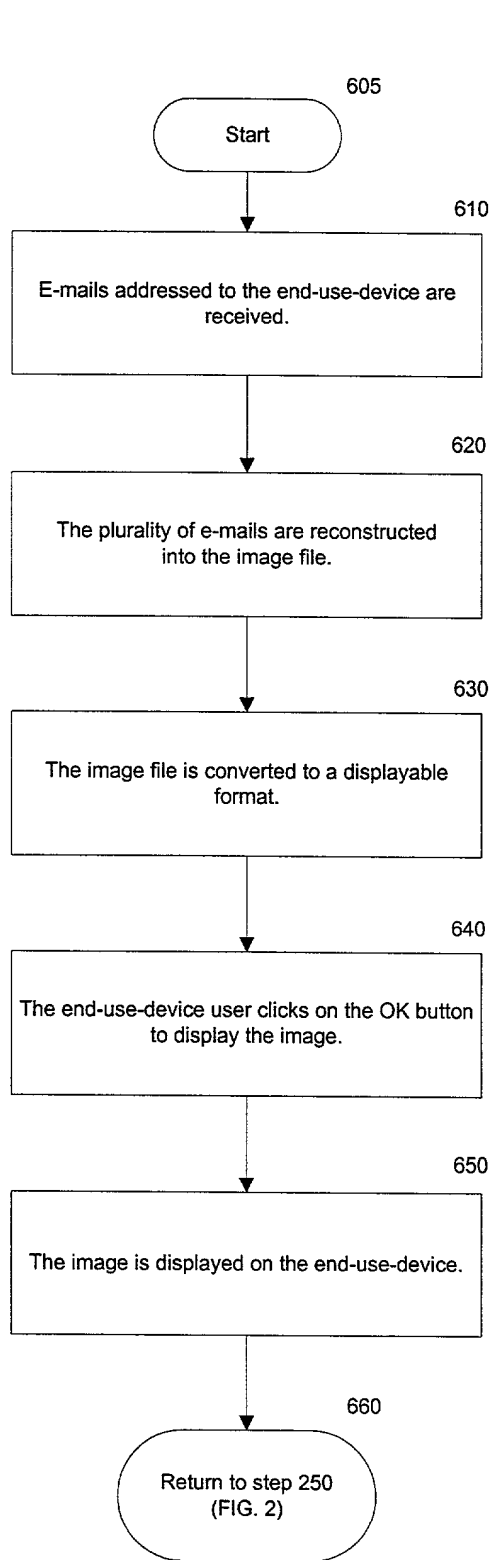 605
Start
610
E-mails addressed to the end-use-device are
received.
620
The plurality of e-mails are reconstructed
into the image file.
630
The image file is converted to a displayable
format.
640
The end-use-device user clicks on the OK button
to display the image.
650
The image is displayed on the end-use-device.
660
Return to step 250
(FIG. 2)